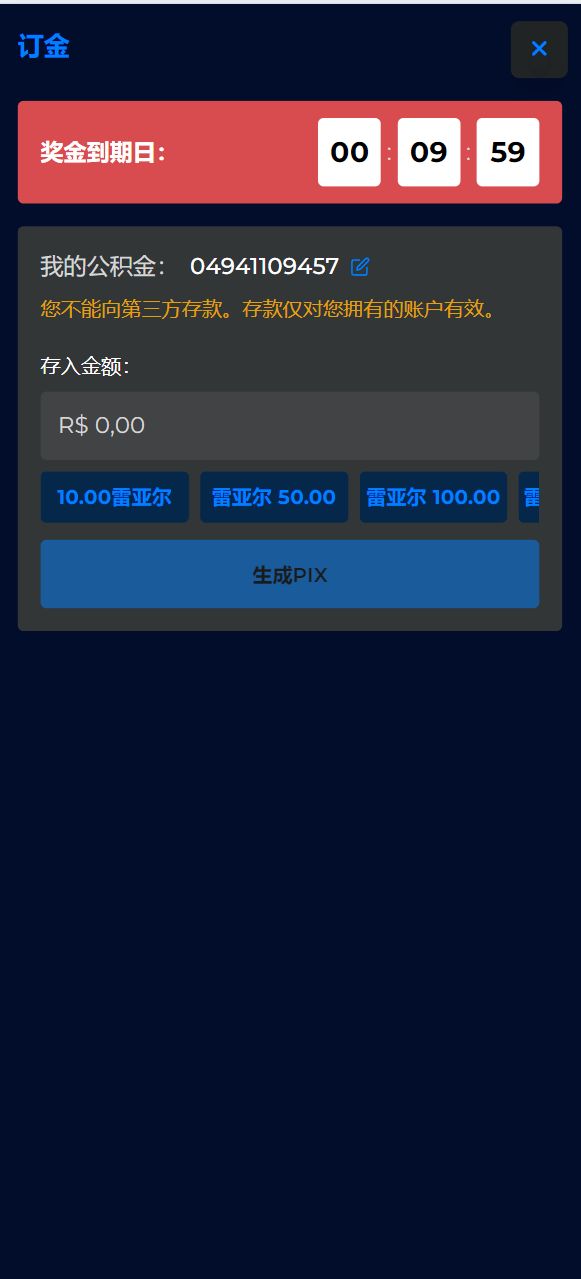 订金
奖金到期日： 00 : 09 : 59
我的公积金： 04941109457
您不能向第三方存款。存款仅对您拥有的账户有效。
存入金额：
R$ 0,00
10.00雷亚尔 雷亚尔 50.00 雷亚尔 100.00
生成PIX